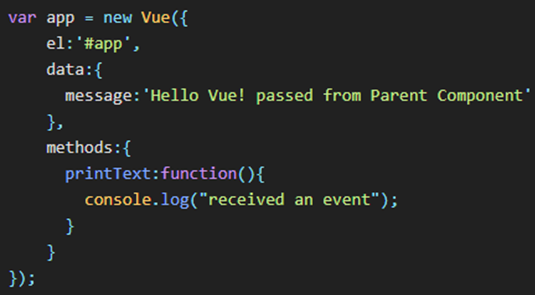 var app = new Vue({
el:'#app',
data:{
message:'Hello Vue! passed from Parent Component'
},
methods:{
printText:function(){
console.log("received an event");
}
}
});